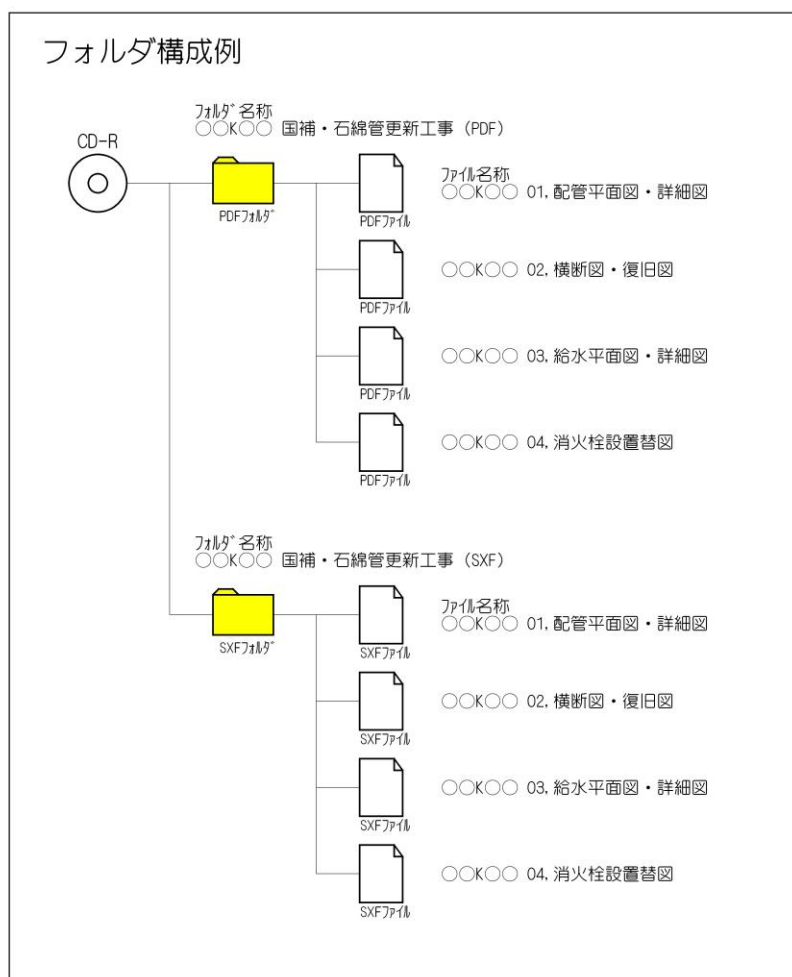 フォルダ構成例
フォルダ名称
○○K○○ 国補・石綿管更新工事 (PDF)
CD-R
PDFフォルダ
ファイル名称
○○K○○ 01,配管平面図・詳細図
PDFファイル
○○K○○ 02,横断図・復旧図
PDFファイル
○○K○○ 03,給水平面図・詳細図
PDFファイル
○○K○○ 04,消火栓設置替図
PDFファイル
フォルダ名称
○○K○○ 国補・石綿管更新工事 (SXF)
SXFフォルダ
ファイル名称
○○K○○ 01,配管平面図・詳細図
SXFファイル
○○K○○ 02,横断図・復旧図
SXFファイル
○○K○○ 03,給水平面図・詳細図
SXFファイル
○○K○○ 04,消火栓設置替図
SXFファイル